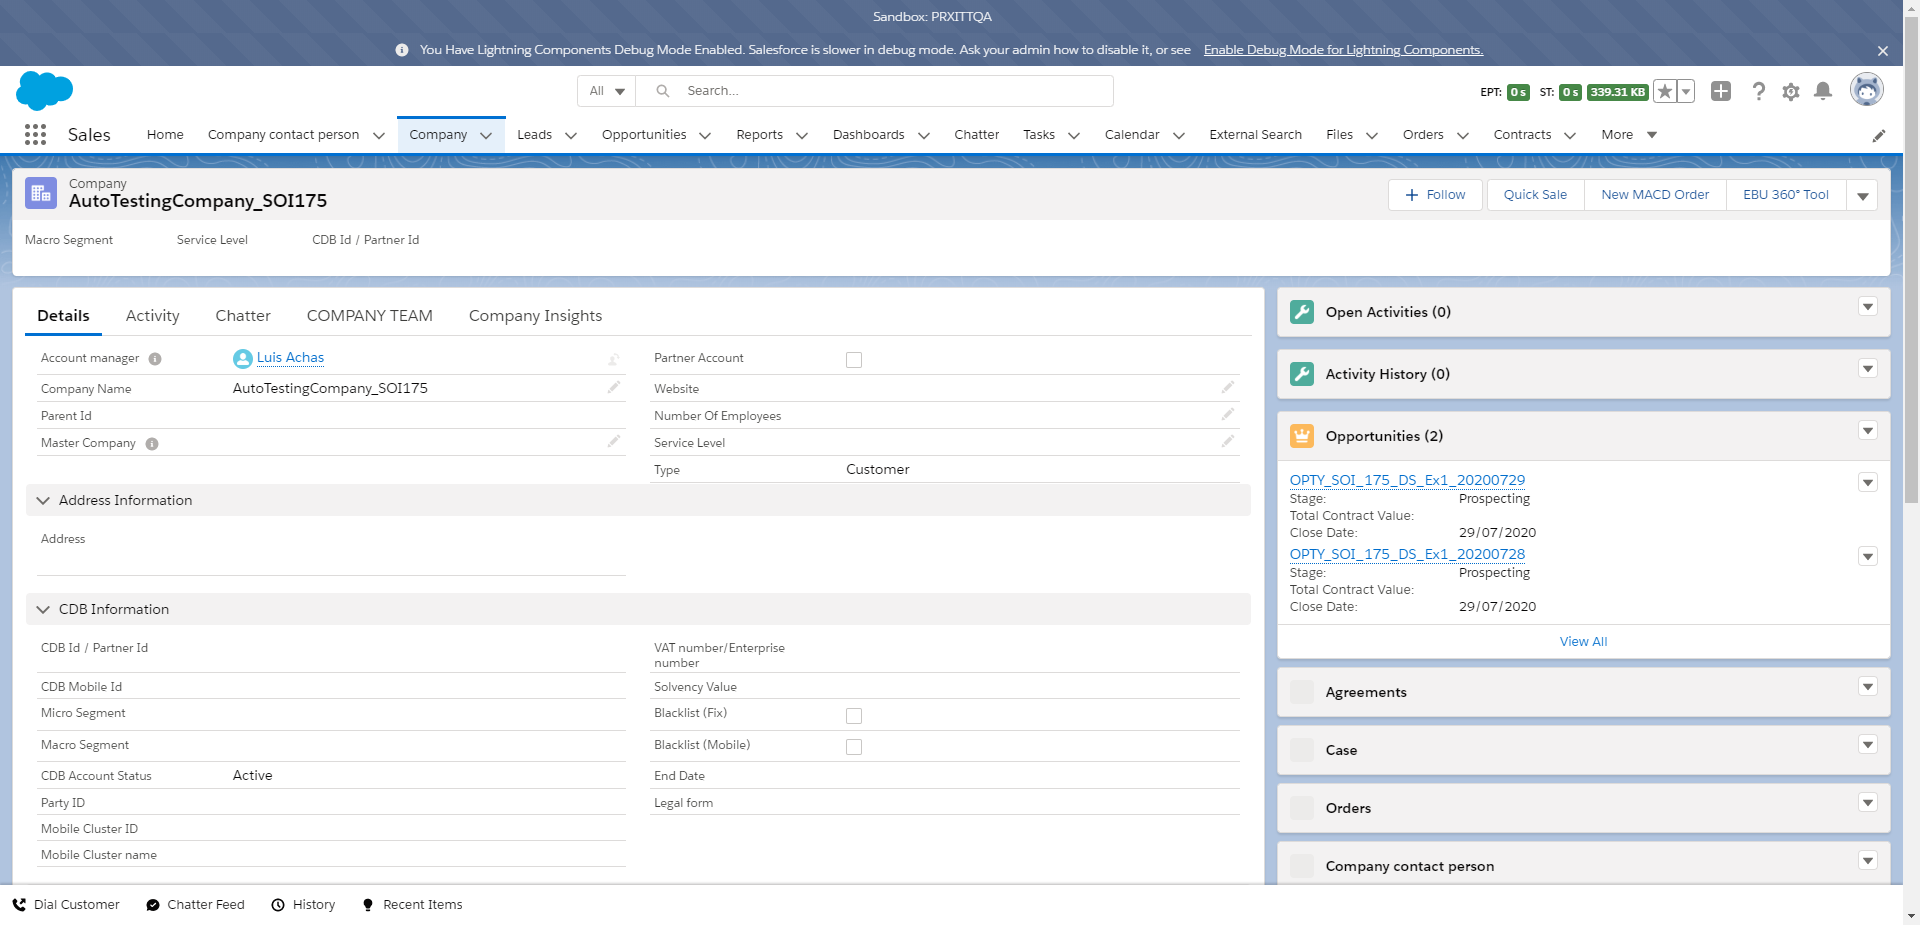 Sandbox: PRXITTQA
You Have Lightning Components Debug Mode Enabled. Salesforce is slower in debug mode. Ask your admin how to disable it, or see Enable Debug Mode for Lightning Components.
All Search... EPT: 0 s ST: 0 s 339.31 KB
Sales Home Company contact person Company Leads Opportunities Reports Dashboards Chatter Tasks Calendar External Search Files Orders Contracts More
Company
AutoTestingCompany_SOI175
Follow Quick Sale New MACD Order EBU 360° Tool
Macro Segment Service Level CDB Id / Partner Id
Details Activity Chatter COMPANY TEAM Company Insights
Account manager Luis Achas
Company Name AutoTestingCompany_SOI175
Parent Id
Master Company
Partner Account
Website
Number Of Employees
Service Level
Type Customer
Address Information
Address
CDB Information
CDB Id / Partner Id
CDB Mobile Id
Micro Segment
Macro Segment
CDB Account Status Active
Party ID
Mobile Cluster ID
Mobile Cluster name
VAT number/Enterprise
number
Solvency Value
Blacklist (Fix)
Blacklist (Mobile)
End Date
Legal form
Open Activities (0)
Activity History (0)
Opportunities (2)
OPTY_SOI_175_DS_Ex1_20200729
Stage: Prospecting
Total Contract Value:
Close Date: 29/07/2020
OPTY_SOI_175_DS_Ex1_20200728
Stage: Prospecting
Total Contract Value:
Close Date: 29/07/2020
View All
Agreements
Case
Orders
Company contact person
Dial Customer Chatter Feed History Recent Items